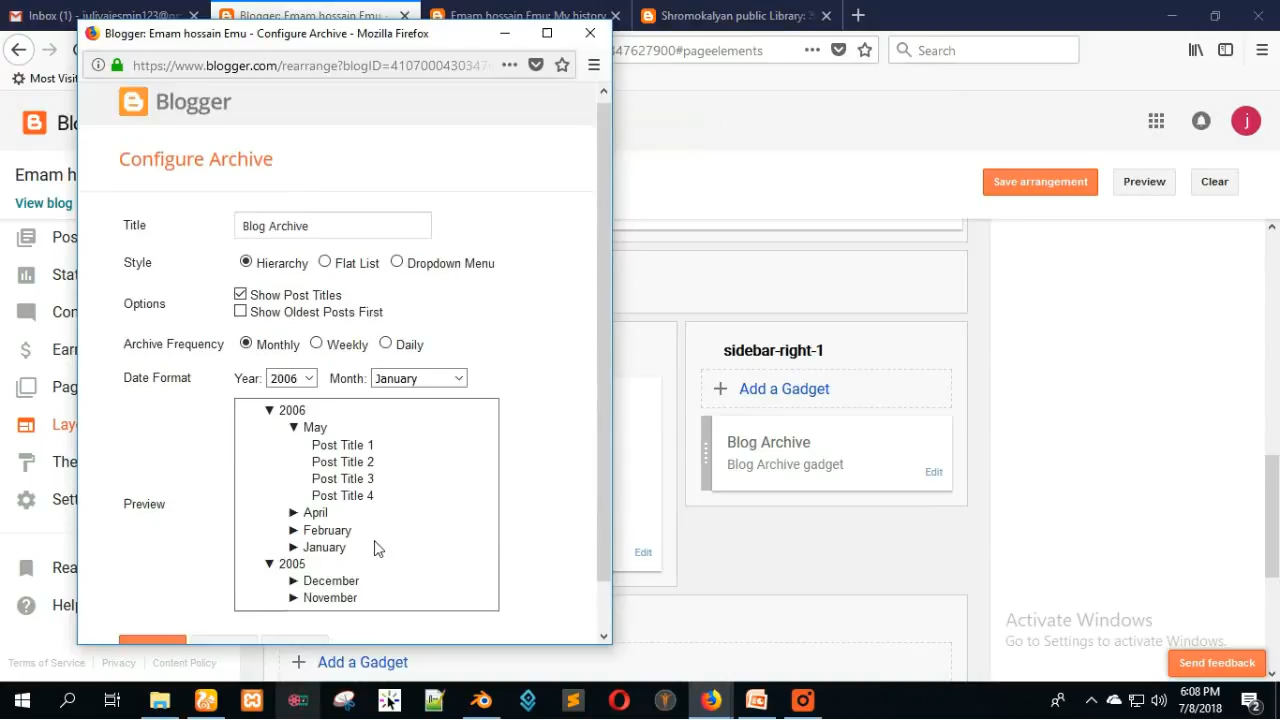 Inbox (1) - julivajesmin123@
Blogger: Emam hossain Emu -
Emam hossain Emu: My history
Shromokalyan public Library:
Blogger: Emam hossain Emu - Configure Archive - Mozilla Firefox
https://www.blogger.com/rearrange?blogID=4107000430347
47627900#pageelements
Search
Most Visit
Blogger
Configure Archive
Title
Blog Archive
Style
Hierarchy
Flat List
Dropdown Menu
Options
Show Post Titles
Show Oldest Posts First
Archive Frequency
Monthly
Weekly
Daily
Date Format
Year: 2006
Month: January
Preview
2006
May
Post Title 1
Post Title 2
Post Title 3
Post Title 4
April
February
January
2005
December
November
Blo
Emam h
View blog
Pos
Stat
Con
Earr
Pag
Lay
The
Sett
Rea
Help
Terms of Service | Privacy | Content Policy
j
Save arrangement
Preview
Clear
sidebar-right-1
Add a Gadget
Blog Archive
Blog Archive gadget
Edit
Edit
Add a Gadget
Activate Windows
Go to Settings to activate Windows.
Send feedback
6:08 PM
7/8/2018
2